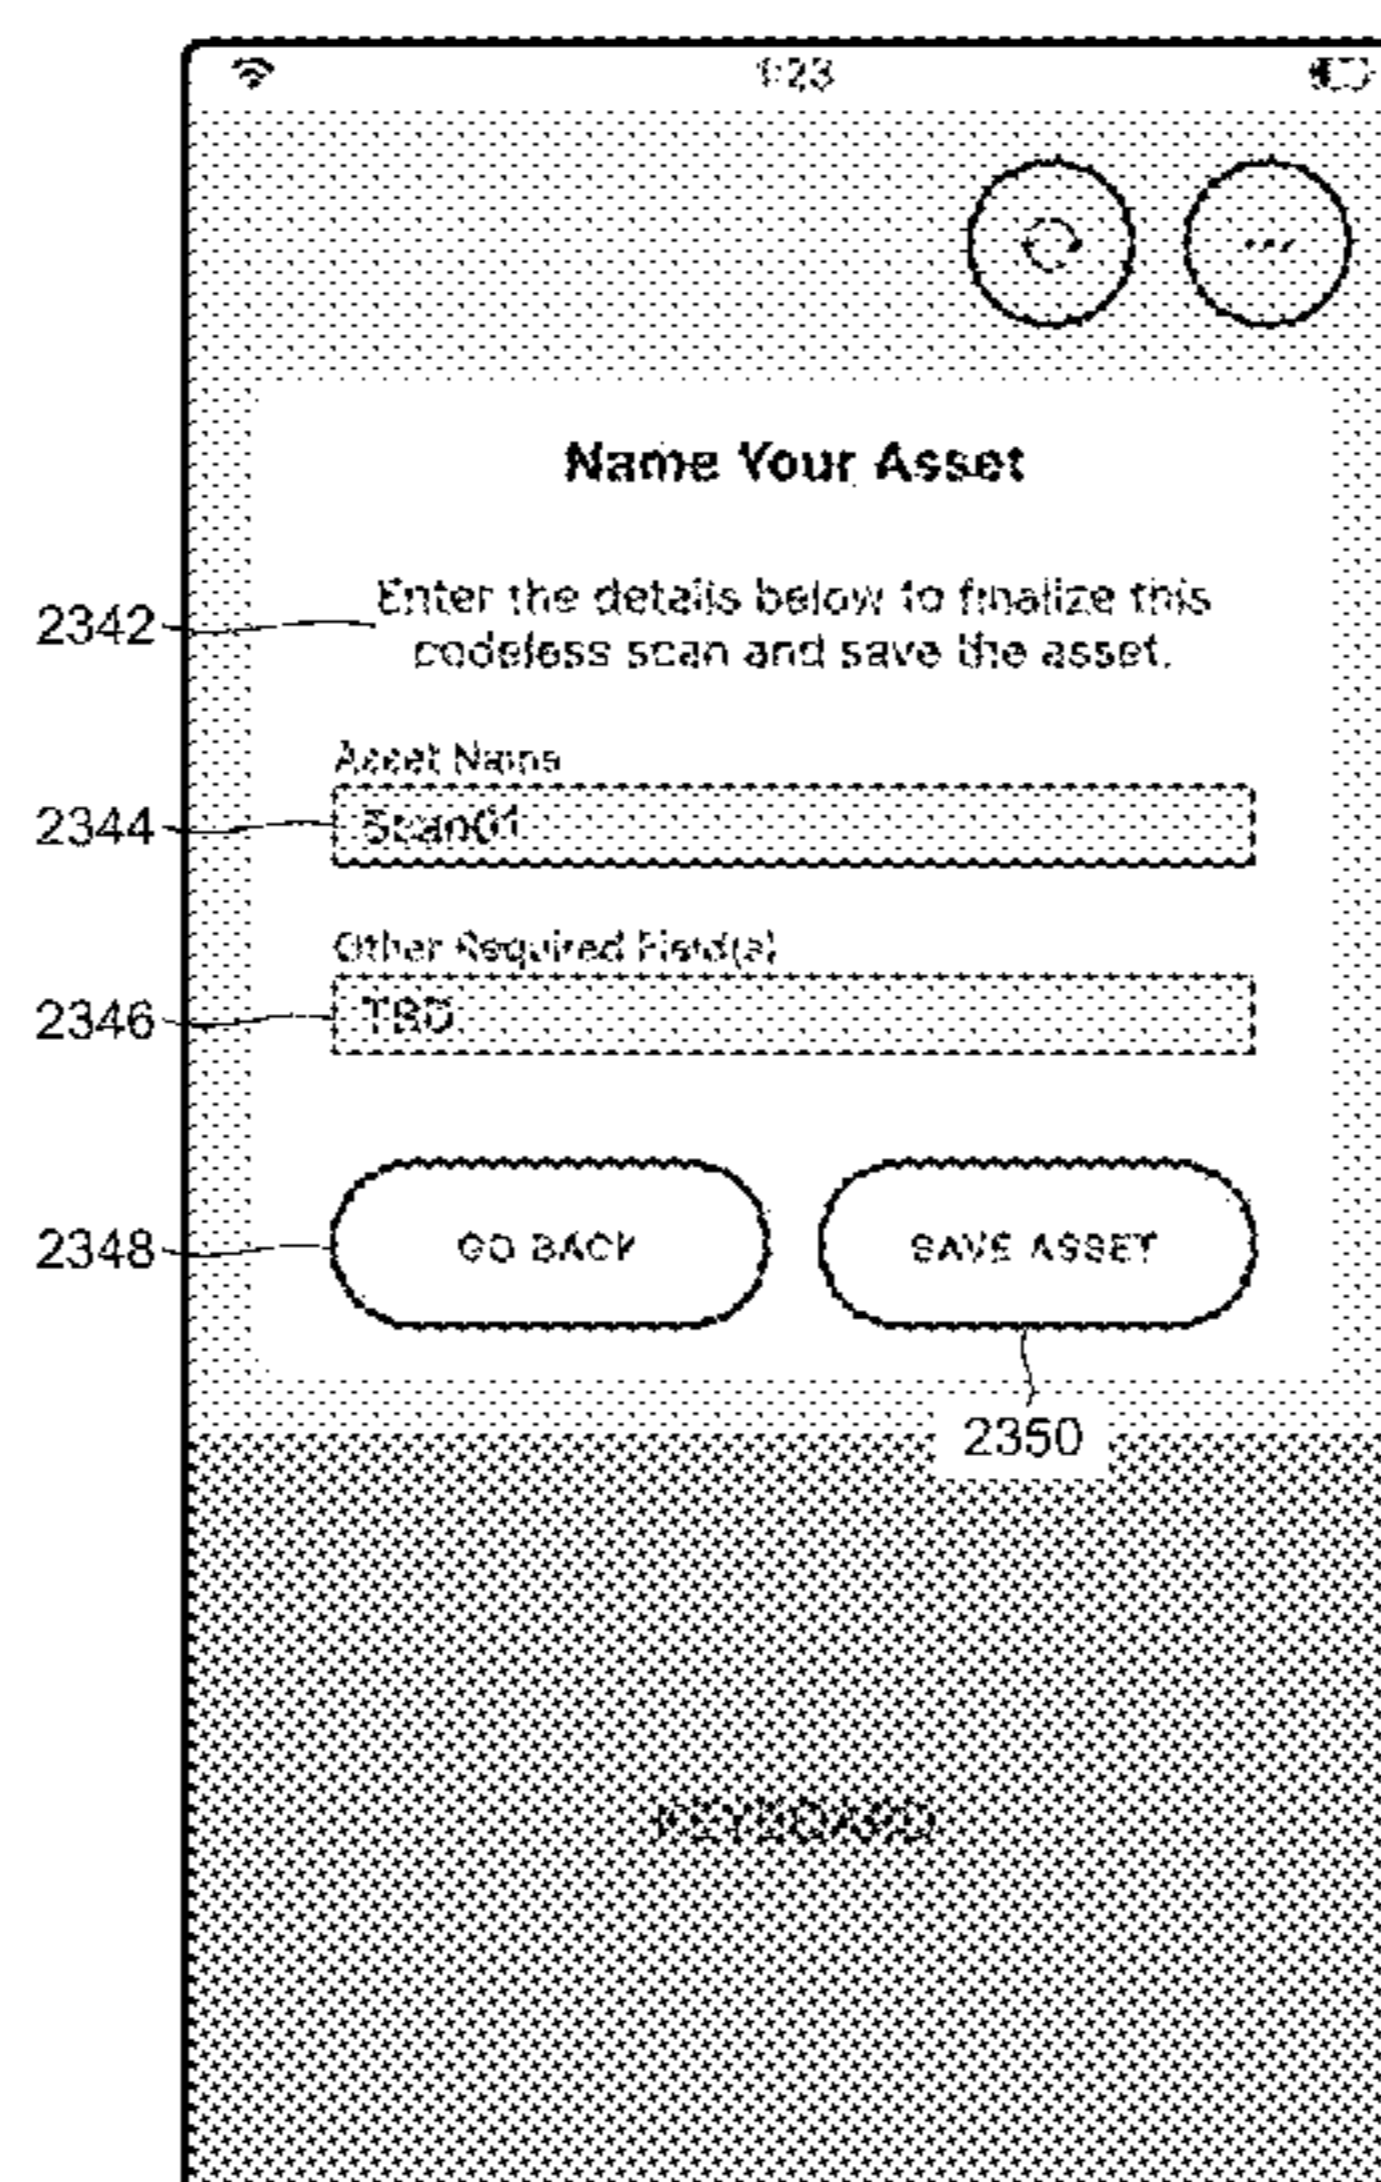 1:23
...
Name Your Asset
2342
Enter the details below to finalize this
codeless scan and save the asset.
Asset Name
2344
Scan01
Other Required Field(s)
2346
TBD
2348
GO BACK
SAVE ASSET
2350
KEYBOARD